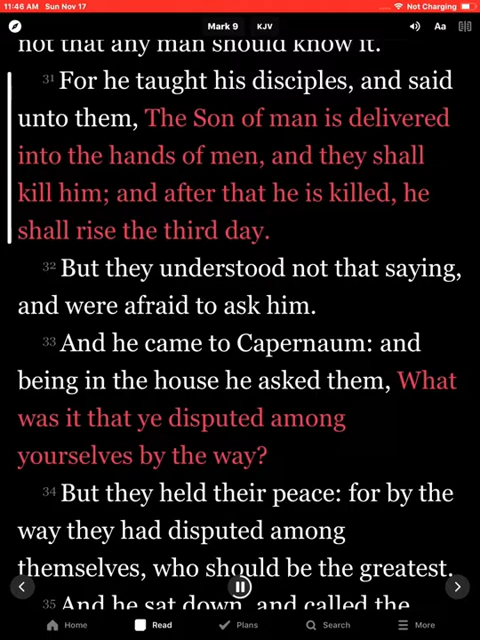 11:46 AM Sun Nov 17
Not Charging
Mark 9 KJV Aa
not that any man should know it.
31 For he taught his disciples, and said
unto them, The Son of man is delivered
into the hands of men, and they shall
kill him; and after that he is killed, he
shall rise the third day.
32 But they understood not that saying,
and were afraid to ask him.
33 And he came to Capernaum: and
being in the house he asked them, What
was it that ye disputed among
yourselves by the way?
34 But they held their peace: for by the
way they had disputed among
themselves, who should be the greatest.
35 And he sat down, and called the
Home Read Plans Search More